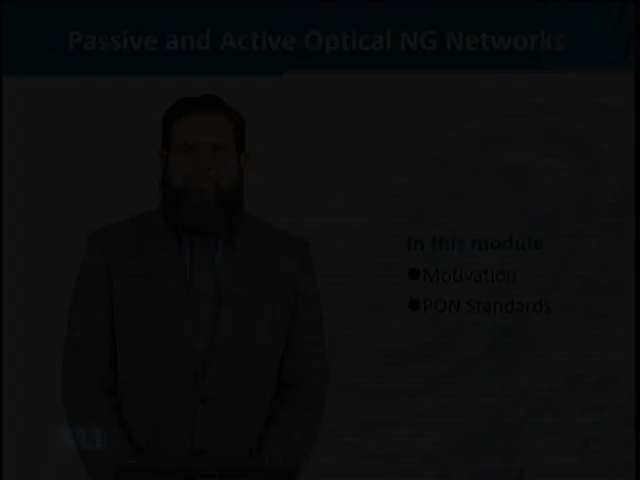 Passive and Active Optical NG Networks
In this module
●Motivation
●PON Standards